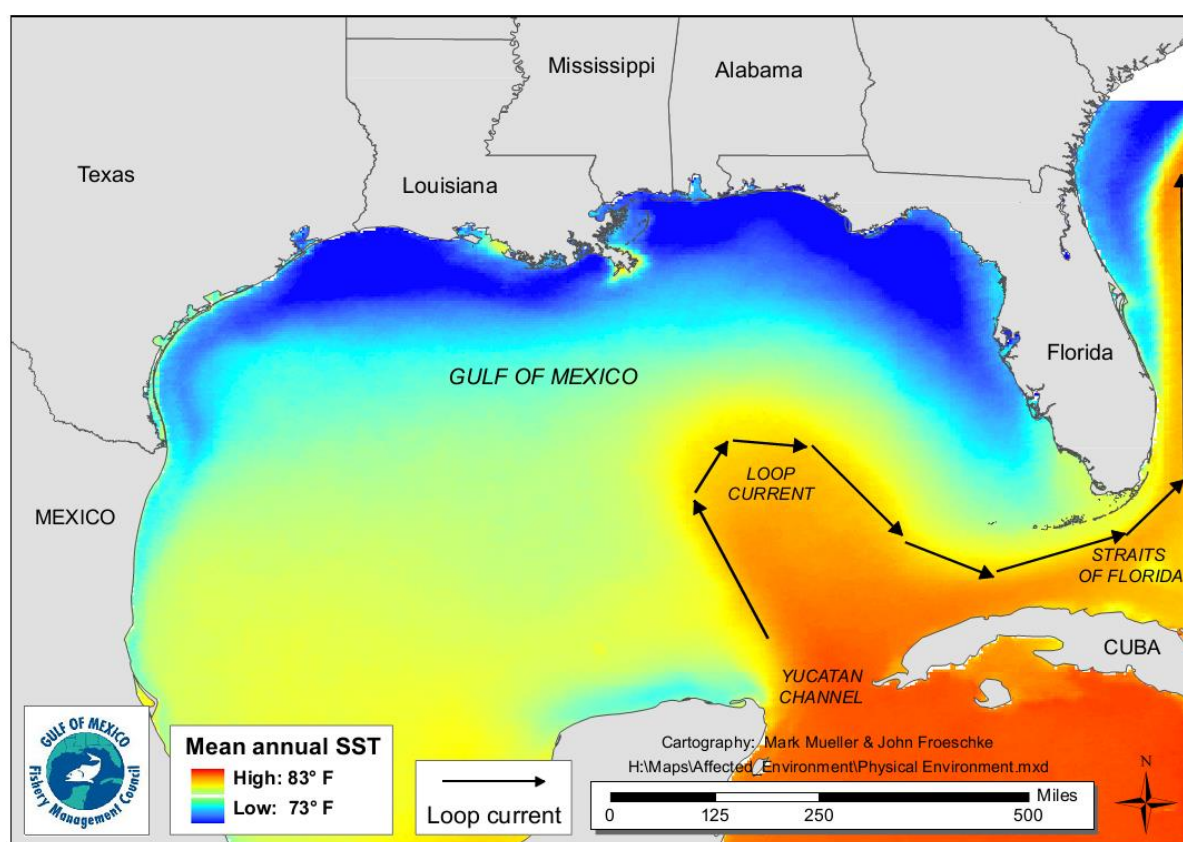 Mississippi
Alabama
Texas
Louisiana
Florida
GULF OF MEXICO
LOOP
CURRENT
MEXICO
STRAITS
OF FLORIDA
CUBA
YUCATAN
CHANNEL
GULF OF MEXICO
Fishery Management Council
Mean annual SST
High: 83° F
Low: 73° F
Loop current
Cartography: Mark Mueller & John Froeschke
H:\Maps\Affected_Environment\Physical Environment.mxd
Miles
0 125 250 500
N